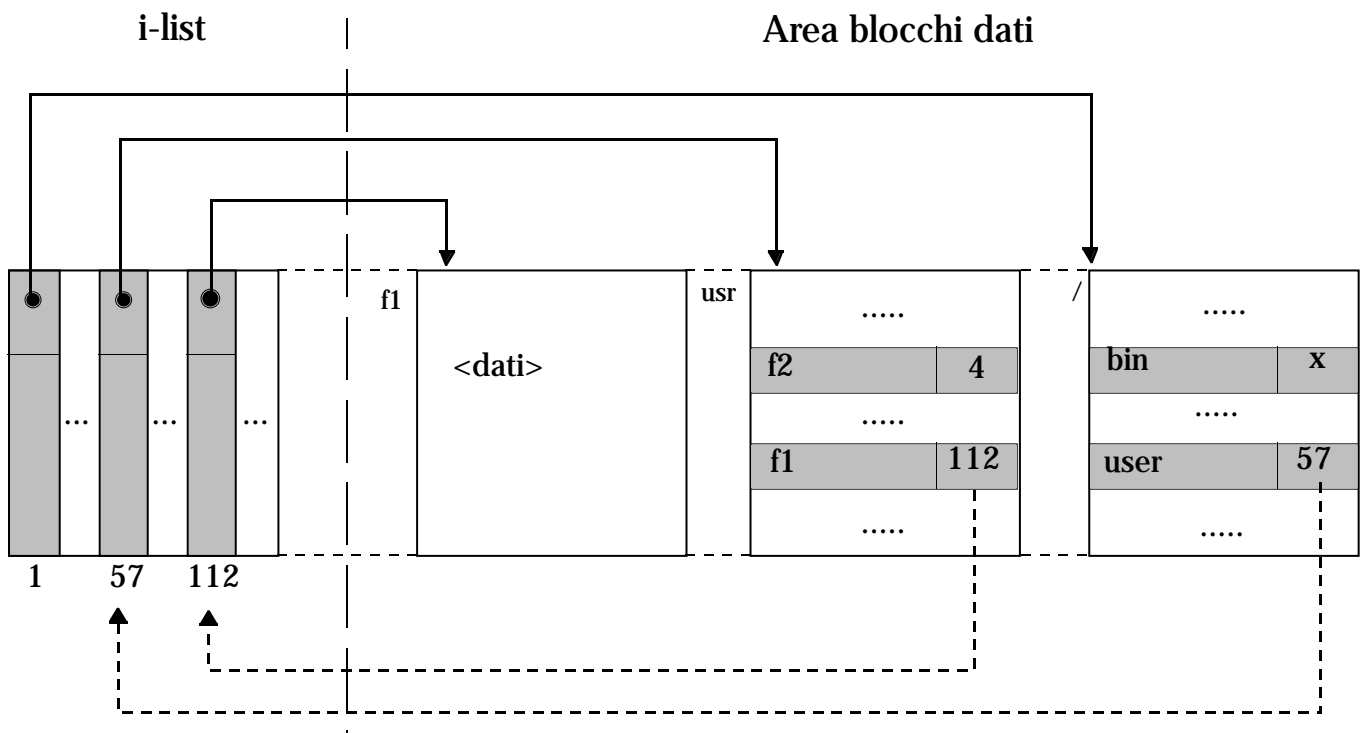 i-list
Area blocchi dati
f1
<dati>
usr
.....
f2 4
.....
f1 112
.....
/
.....
bin x
.....
user 57
.....
... ... ...
1 57 112